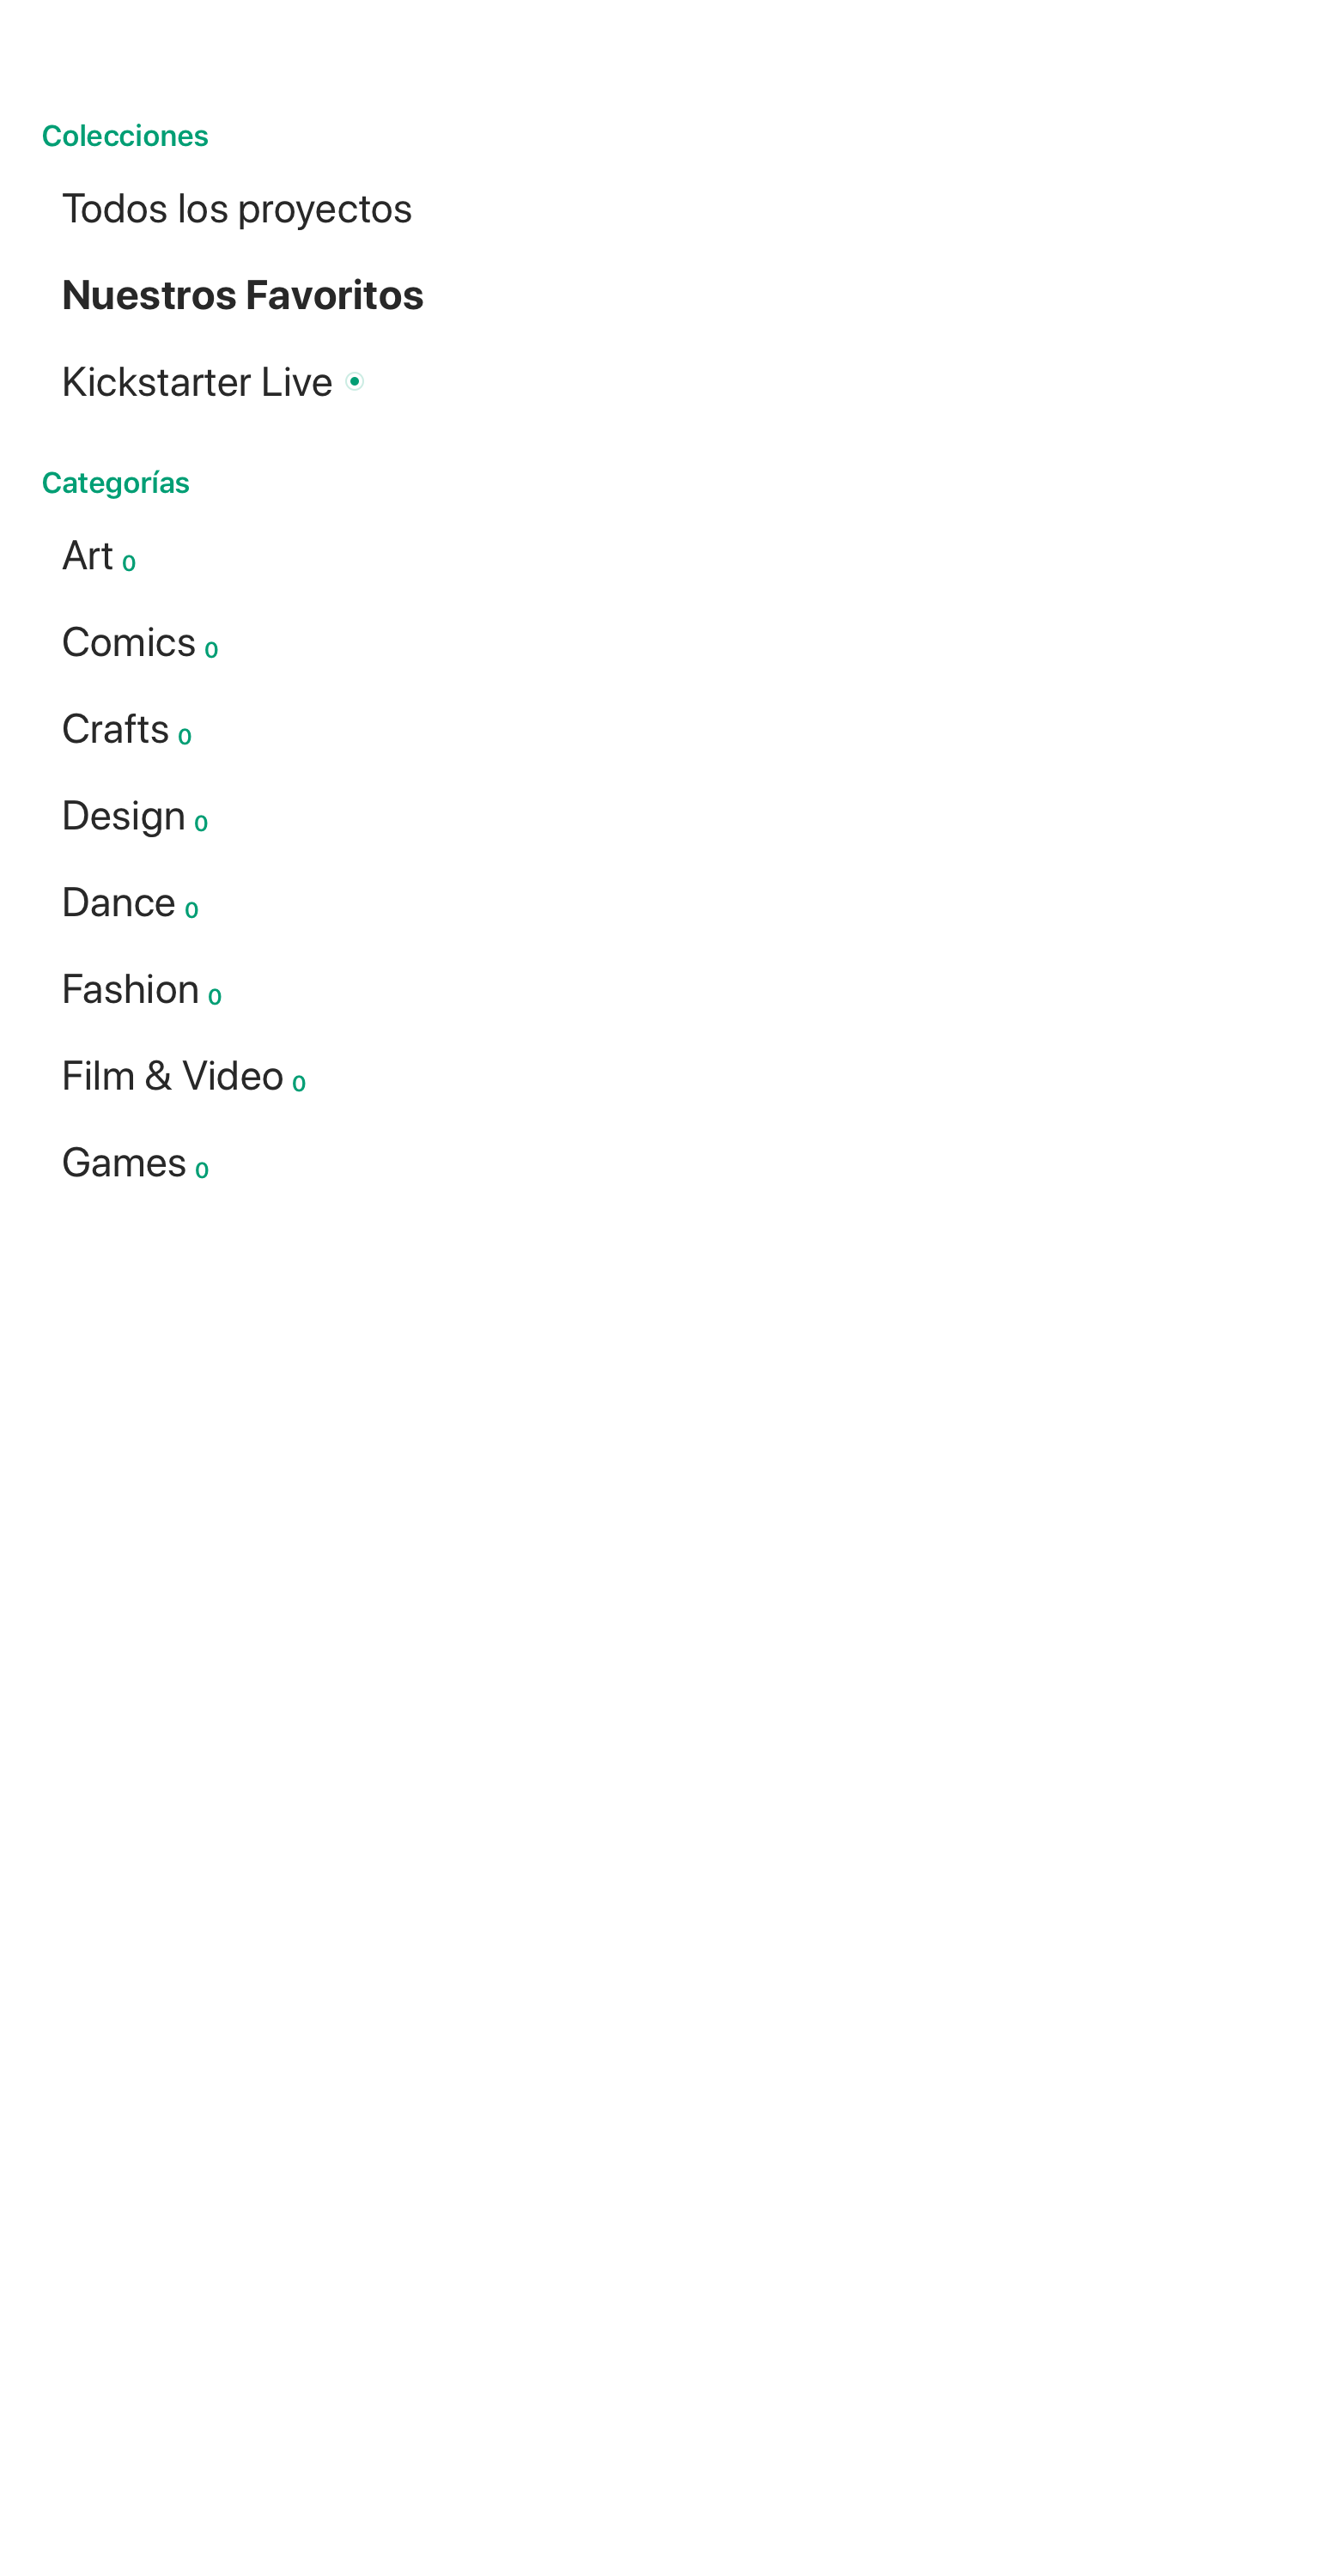 Colecciones
Todos los proyectos
Nuestros Favoritos
Kickstarter Live
Categorías
Art 0
Comics 0
Crafts 0
Design 0
Dance 0
Fashion 0
Film & Video 0
Games 0